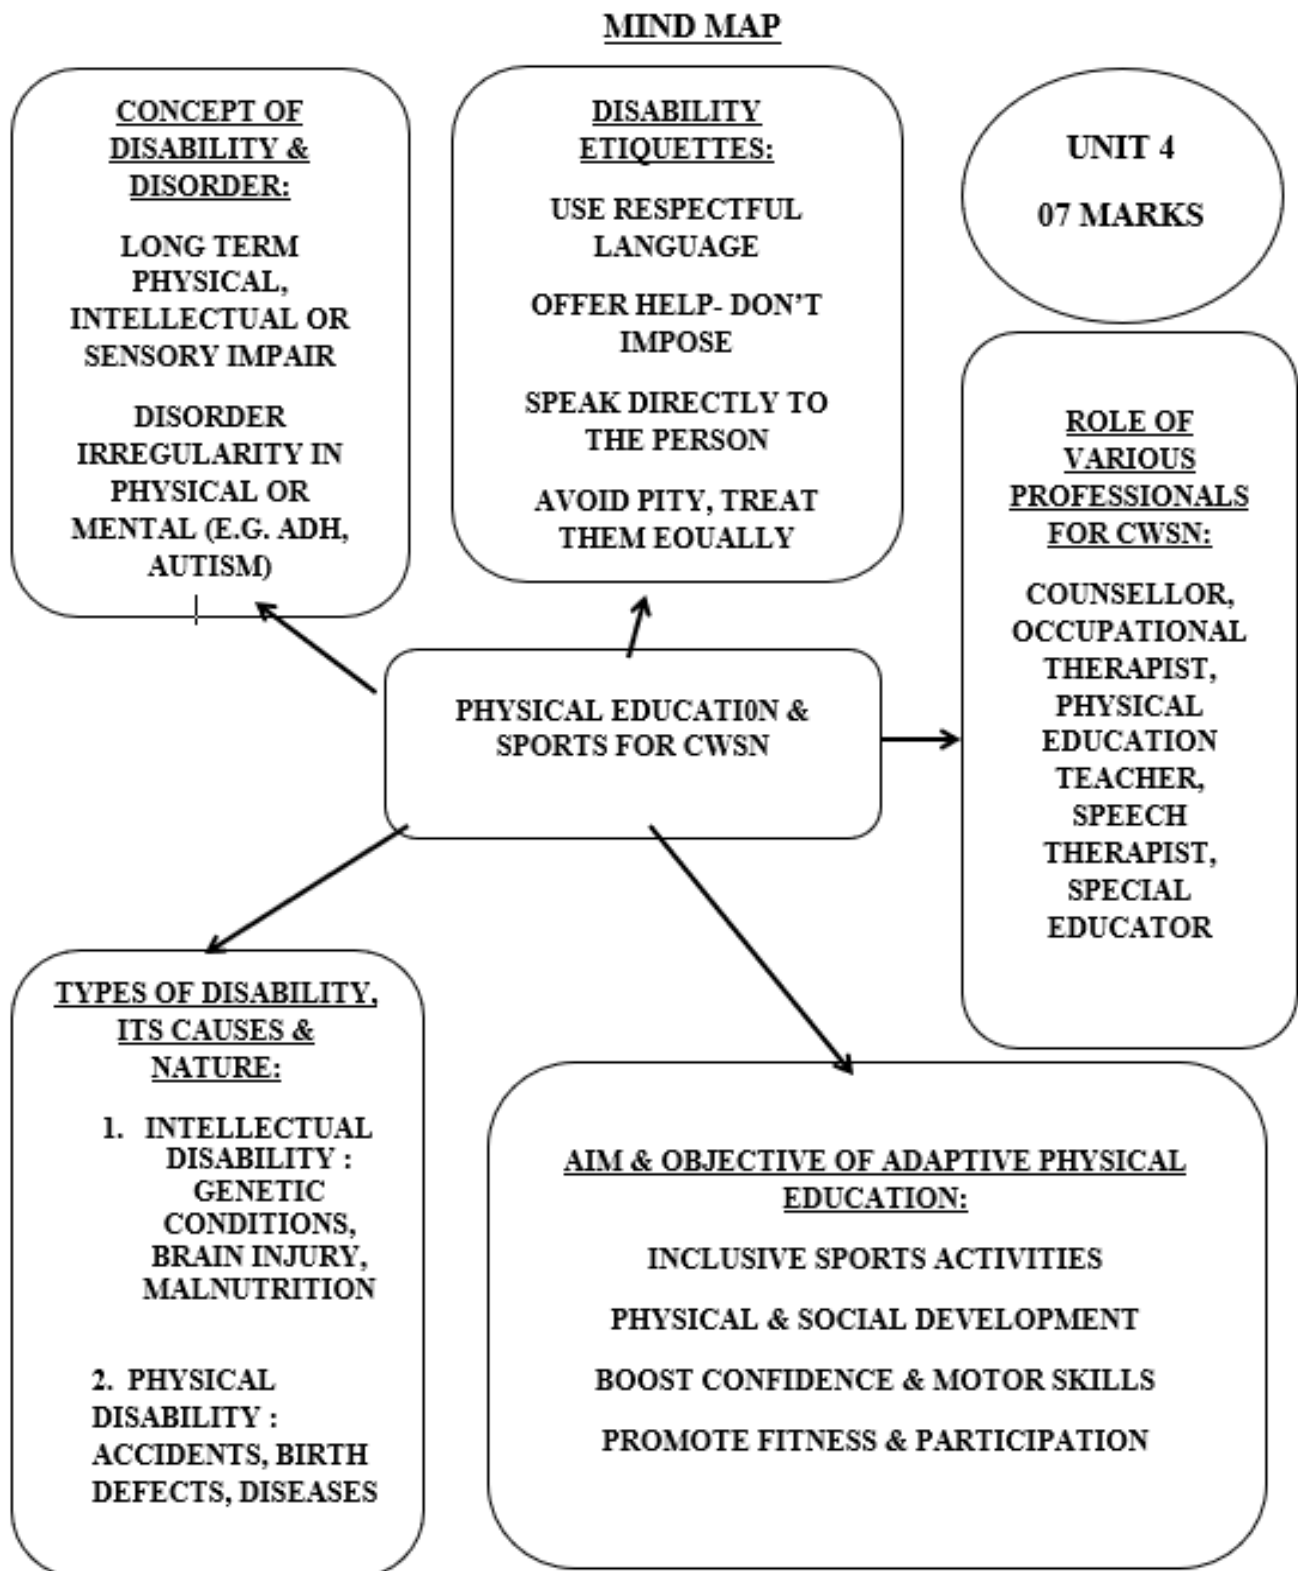 MIND MAP
CONCEPT OF
DISABILITY &
DISORDER:
LONG TERM
PHYSICAL,
INTELLECTUAL OR
SENSORY IMPAIR
DISORDER
IRREGULARITY IN
PHYSICAL OR
MENTAL (E.G. ADH,
AUTISM)
DISABILITY
ETIQUETTES:
USE RESPECTFUL
LANGUAGE
OFFER HELP- DON'T
IMPOSE
SPEAK DIRECTLY TO
THE PERSON
AVOID PITY, TREAT
THEM EQUALLY
UNIT 4
07 MARKS
ROLE OF
VARIOUS
PROFESSIONALS
FOR CWSN:
COUNSELLOR,
OCCUPATIONAL
THERAPIST,
PHYSICAL
EDUCATION
TEACHER,
SPEECH
THERAPIST,
SPECIAL
EDUCATOR
PHYSICAL EDUCATI0N &
SPORTS FOR CWSN
TYPES OF DISABILITY,
ITS CAUSES &
NATURE:
1. INTELLECTUAL
DISABILITY :
GENETIC
CONDITIONS,
BRAIN INJURY,
MALNUTRITION
2. PHYSICAL
DISABILITY :
ACCIDENTS, BIRTH
DEFECTS, DISEASES
AIM & OBJECTIVE OF ADAPTIVE PHYSICAL
EDUCATION:
INCLUSIVE SPORTS ACTIVITIES
PHYSICAL & SOCIAL DEVELOPMENT
BOOST CONFIDENCE & MOTOR SKILLS
PROMOTE FITNESS & PARTICIPATION